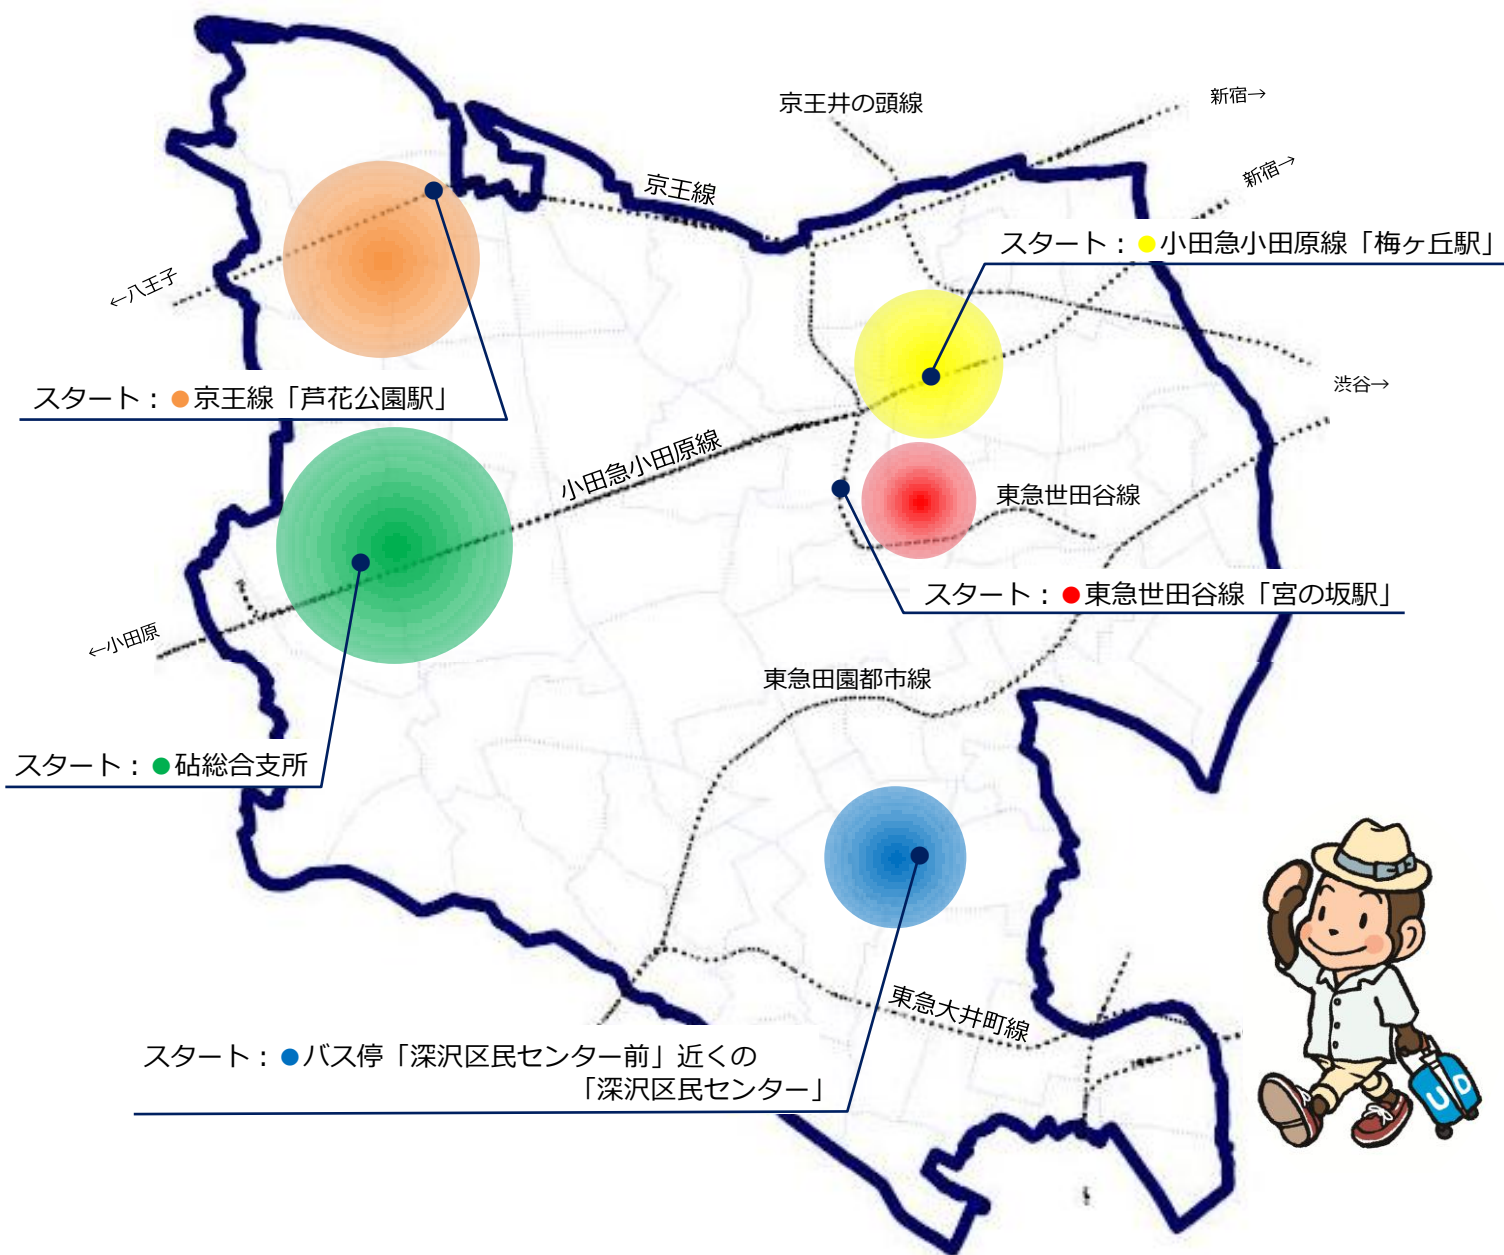 京王井の頭線
新宿→
新宿→
京王線
スタート：●小田急小田原線「梅ヶ丘駅」
←八王子
渋谷→
スタート：●京王線「芦花公園駅」
小田急小田原線
東急世田谷線
スタート：●東急世田谷線「宮の坂駅」
←小田原
東急田園都市線
スタート：●砧総合支所
東急大井町線
スタート：●バス停「深沢区民センター前」近くの
「深沢区民センター」
U D